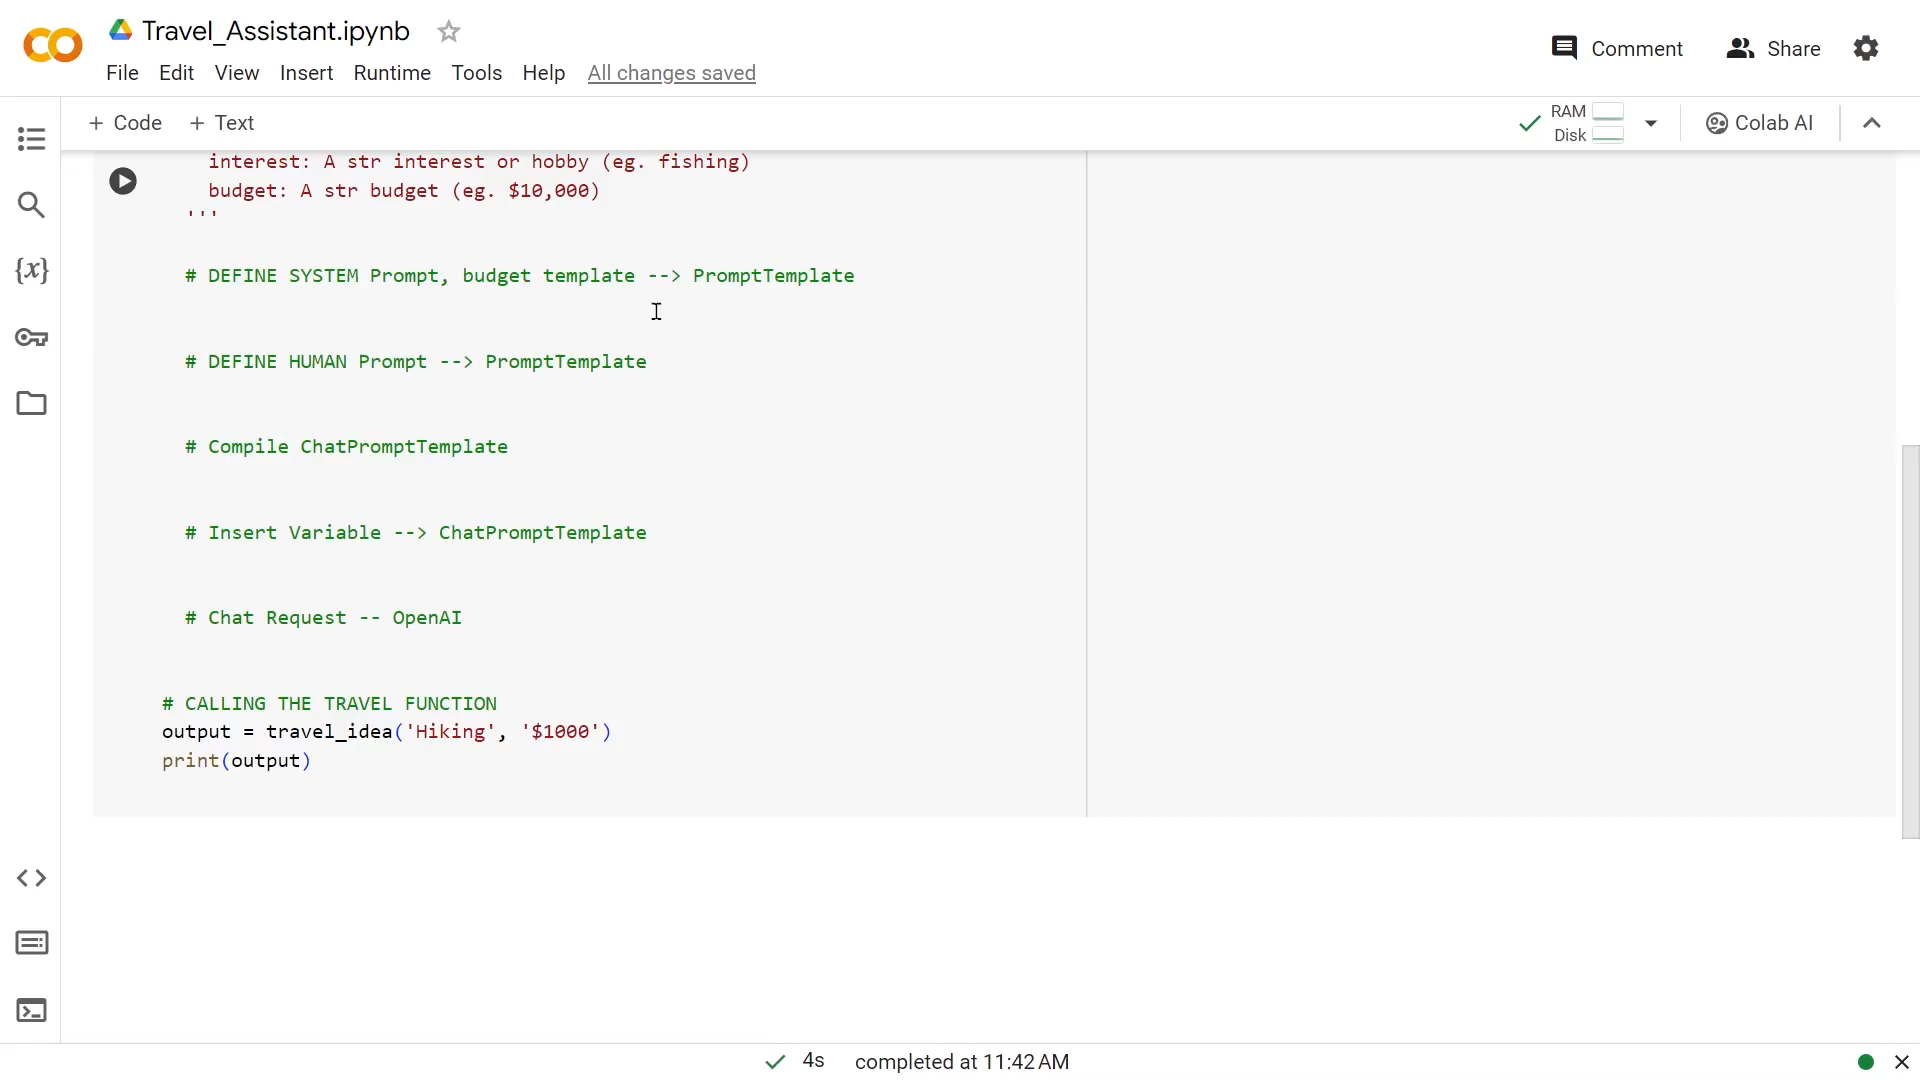 Travel_Assistant.ipynb
File Edit View Insert Runtime Tools Help All changes saved
Comment Share
+ Code + Text
RAM
Disk
Colab AI
{x}
interest: A str interest or hobby (eg. fishing)
budget: A str budget (eg. $10,000)
'''
# DEFINE SYSTEM Prompt, budget template --> PromptTemplate
# DEFINE HUMAN Prompt --> PromptTemplate
# Compile ChatPromptTemplate
# Insert Variable --> ChatPromptTemplate
# Chat Request -- OpenAI
# CALLING THE TRAVEL FUNCTION
output = travel_idea('Hiking', '$1000')
print(output)
4s completed at 11:42 AM